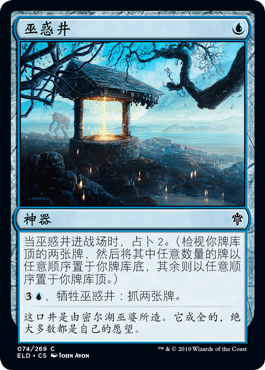 巫惑井
神器
当巫惑井进战场时，占卜2。（检视你牌库
顶的两张牌，然后将其中任意数量的牌以
任意顺序置于你牌库底，其余则以任意顺
序置于你牌库顶。）
3，牺牲巫惑井：抓两张牌。
这口井是由密尔湖巫婆所造。它成全的，绝
大多数都是自己的愿望。
074/269 C
ELD • CS JOHN AVON
™ & © 2019 Wizards of the Coast